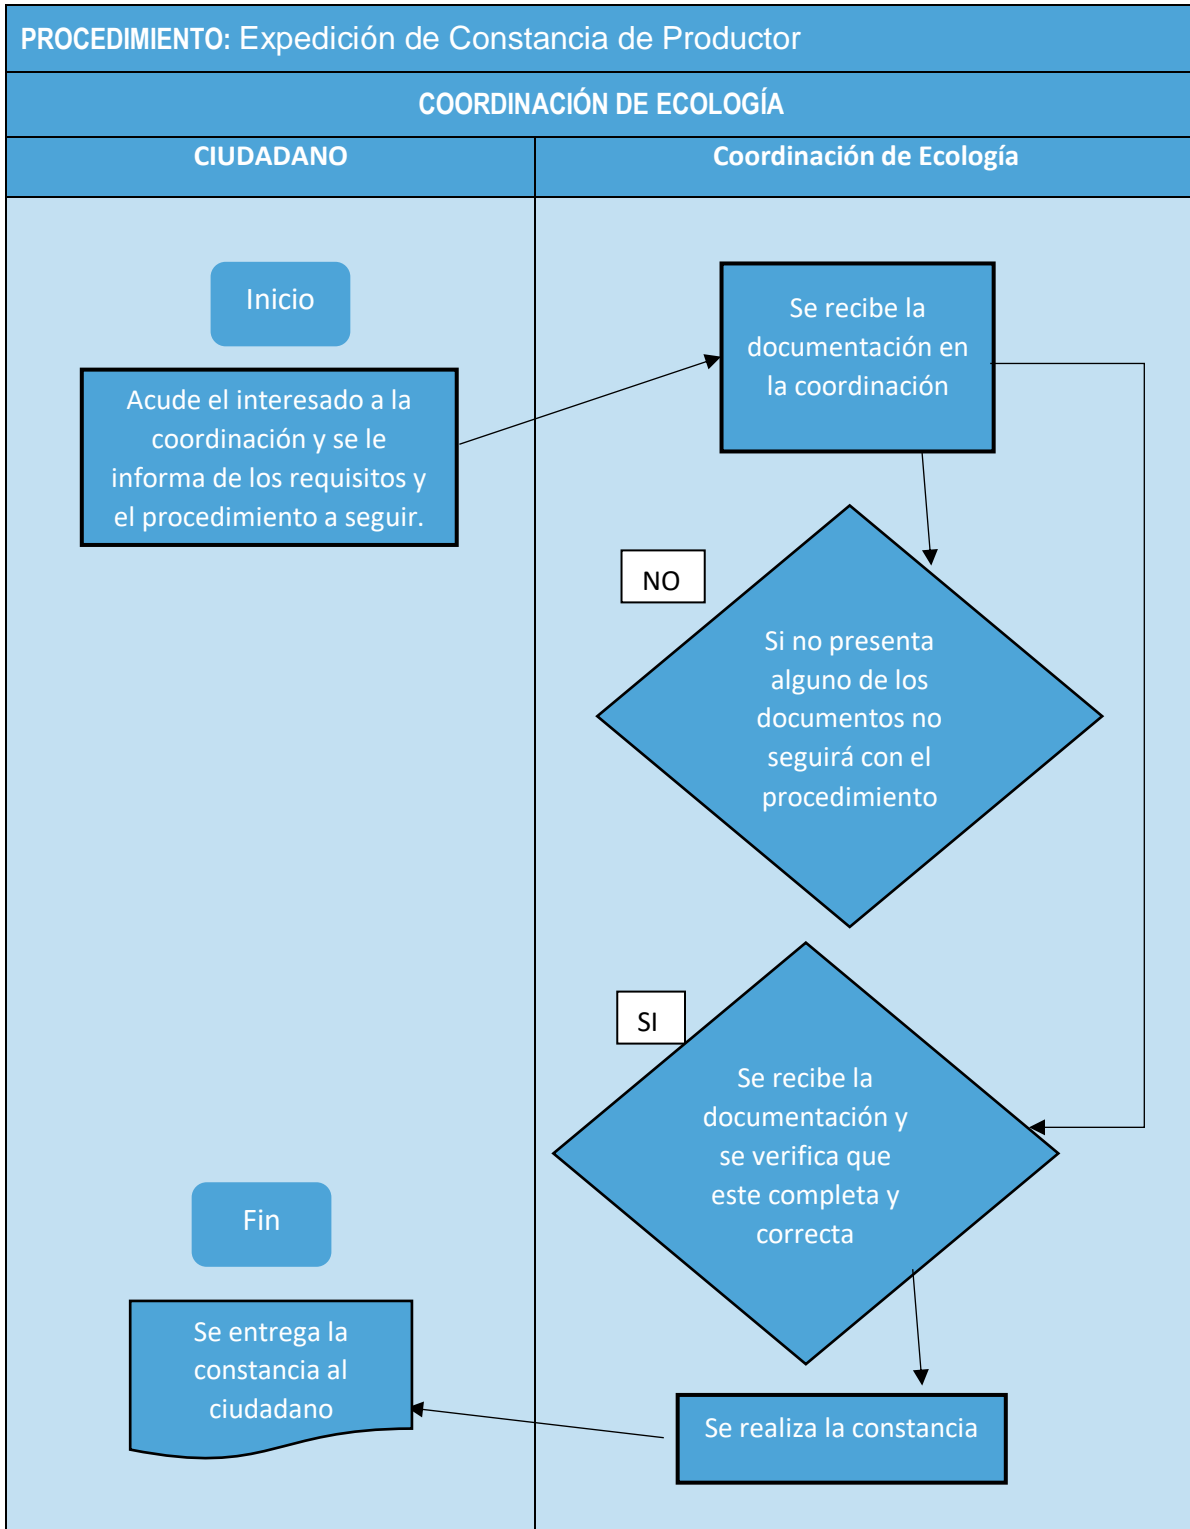 PROCEDIMIENTO: Expedición de Constancia de Productor
COORDINACIÓN DE ECOLOGÍA
CIUDADANO
Coordinación de Ecología
Inicio
Acude el interesado a la
coordinación y se le
informa de los requisitos y
el procedimiento a seguir.
Se recibe la
documentación en
la coordinación
NO
Si no presenta
alguno de los
documentos no
seguirá con el
procedimiento
SI
Se recibe la
documentación y
se verifica que
este completa y
correcta
Se realiza la constancia
Fin
Se entrega la
constancia al
ciudadano